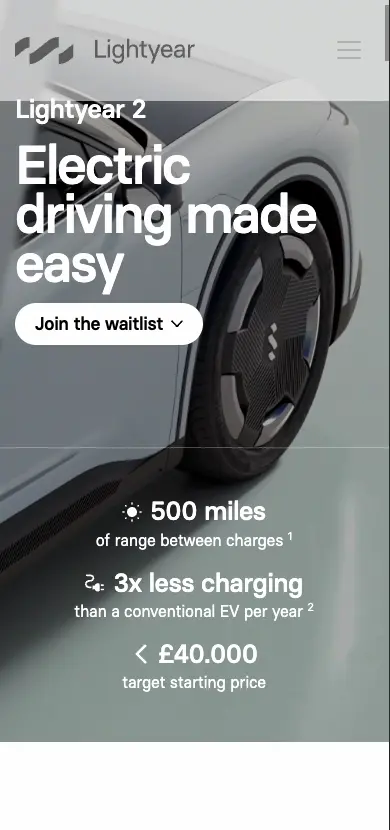 Lightyear
Lightyear 2
Electric
driving made
easy
Join the waitlist
500 miles
of range between charges ¹
3x less charging
than a conventional EV per year ²
< £40.000
target starting price